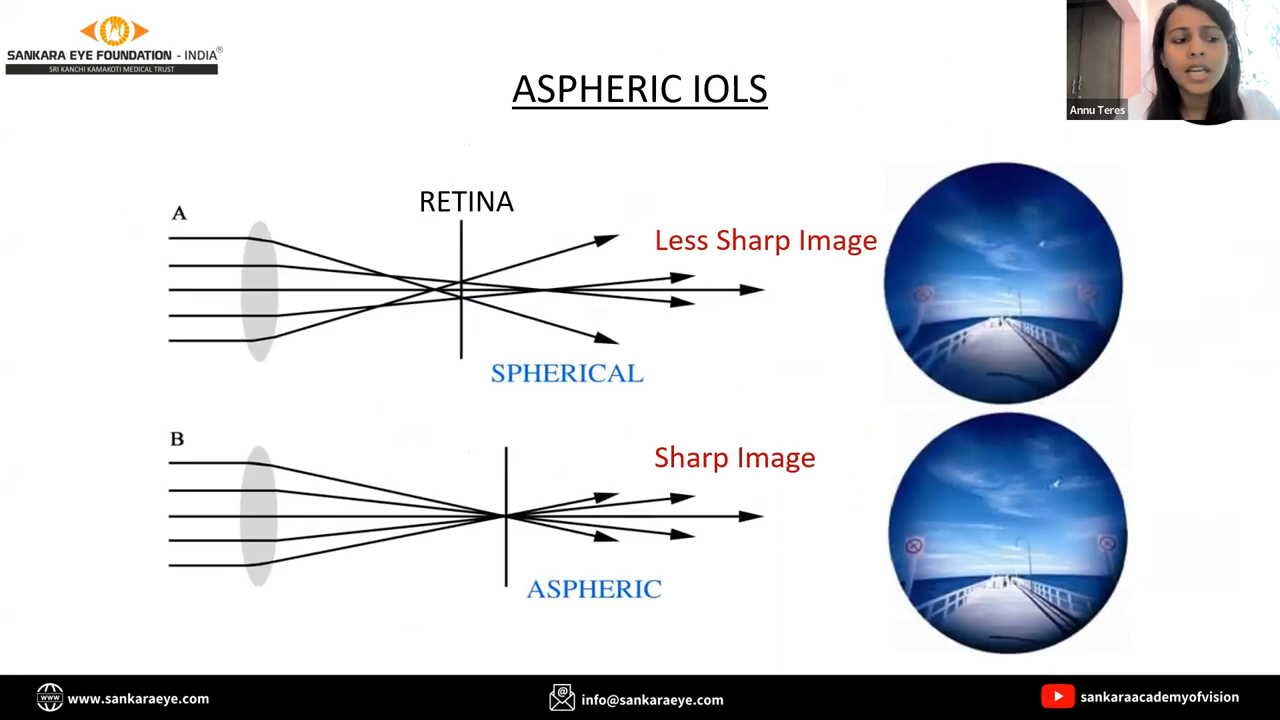 SANKARA EYE FOUNDATION - INDIA®
SRI KANCHI KAMAKOTI MEDICAL TRUST
Annu Teres
ASPHERIC IOLS
A
RETINA
Less Sharp Image
SPHERICAL
B
Sharp Image
ASPHERIC
www.sankaraeye.com
info@sankaraeye.com
sankaraacademyofvision